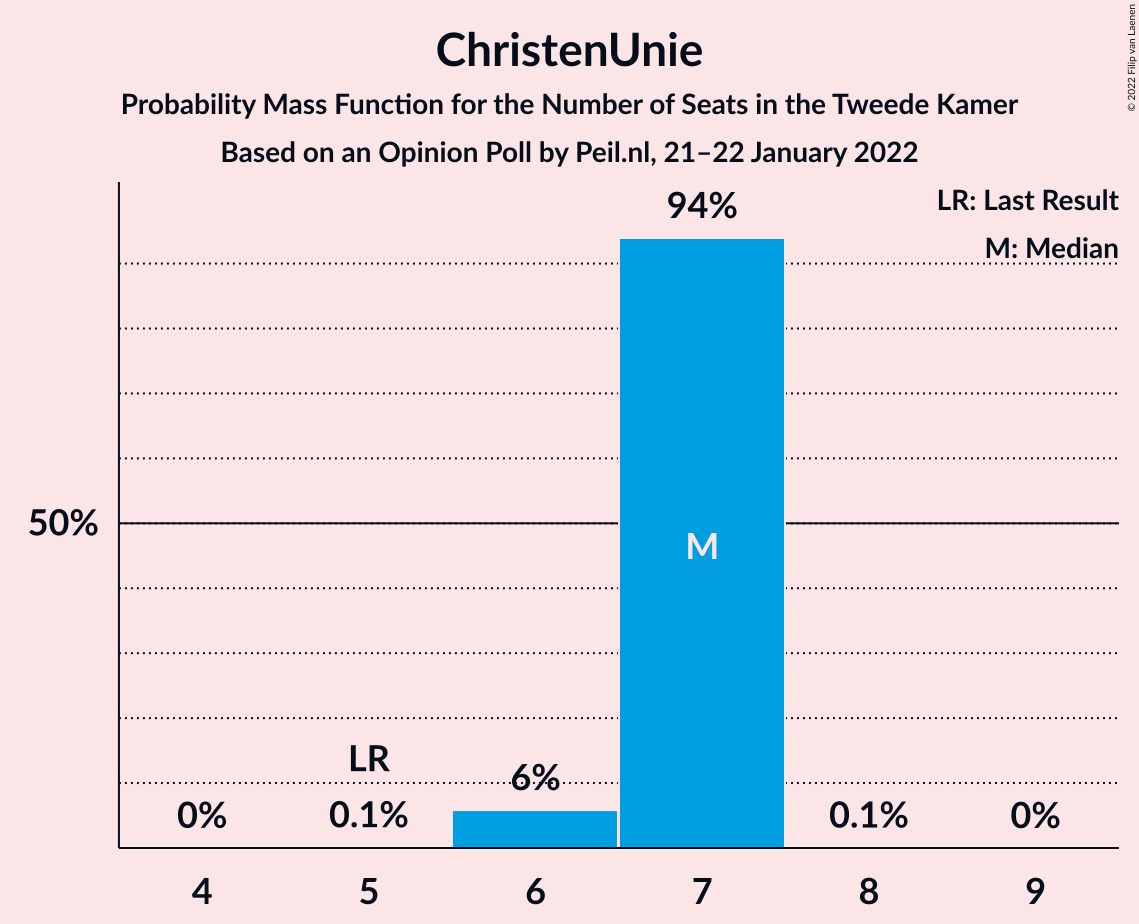 ChristenUnie
Probability Mass Function for the Number of Seats in the Tweede Kamer
Based on an Opinion Poll by Peil.nl, 21–22 January 2022
© 2022 Filip van Laenen
LR: Last Result
M: Median
94%
50%
M
LR
6%
0%
0.1%
0.1%
0%
4
5
6
7
8
9